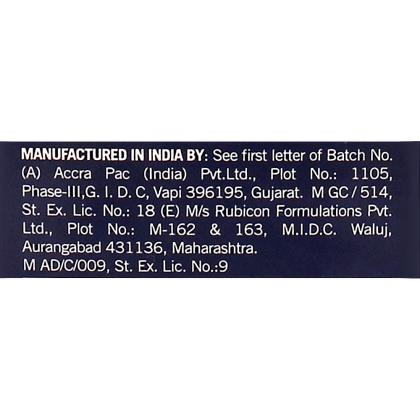 MANUFACTURED IN INDIA BY: See first letter of Batch No.
(A) Accra Pac (India) Pvt.Ltd., Plot No.: 1105,
Phase-III,G. I. D. C, Vapi 396195, Gujarat. M GC / 514,
St. Ex. Lic. No.: 18 (E) M/s Rubicon Formulations Pvt.
Ltd., Plot No.: M-162 & 163, M.I.D.C. Waluj,
Aurangabad 431136, Maharashtra.
M AD/C/009, St. Ex. Lic. No.:9